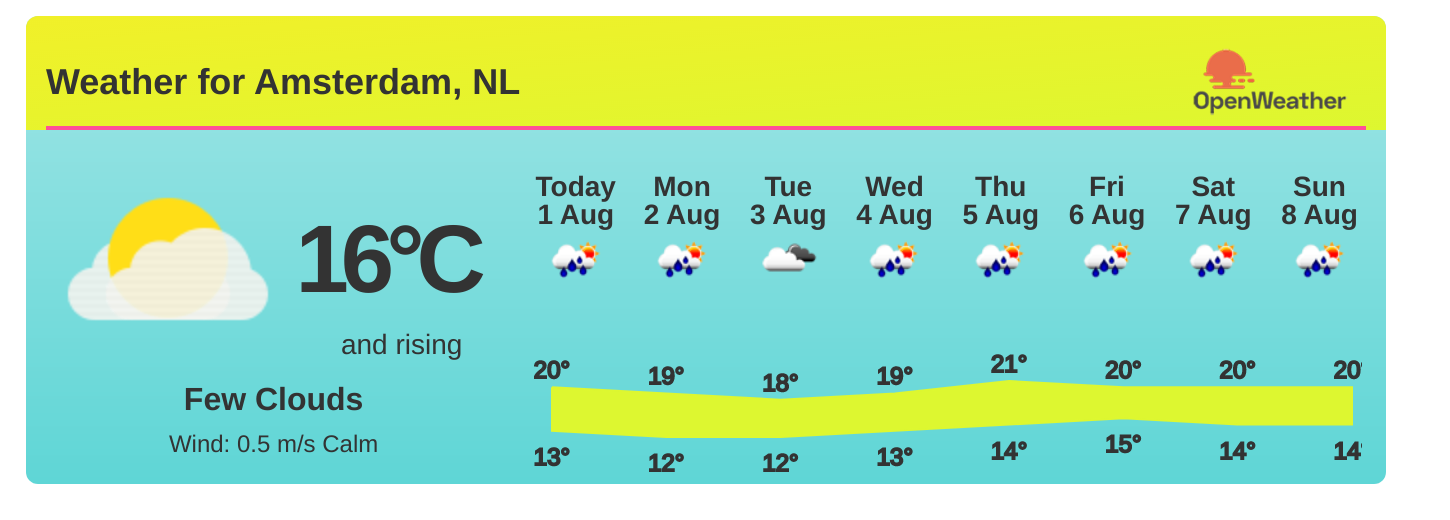 Weather for Amsterdam, NL
OpenWeather
16°C
and rising
Few Clouds
Wind: 0.5 m/s Calm
Today Mon Tue Wed Thu Fri Sat Sun
1 Aug 2 Aug 3 Aug 4 Aug 5 Aug 6 Aug 7 Aug 8 Aug
20° 19° 18° 19° 21° 20° 20° 20°
13° 12° 12° 13° 14° 15° 14° 14°